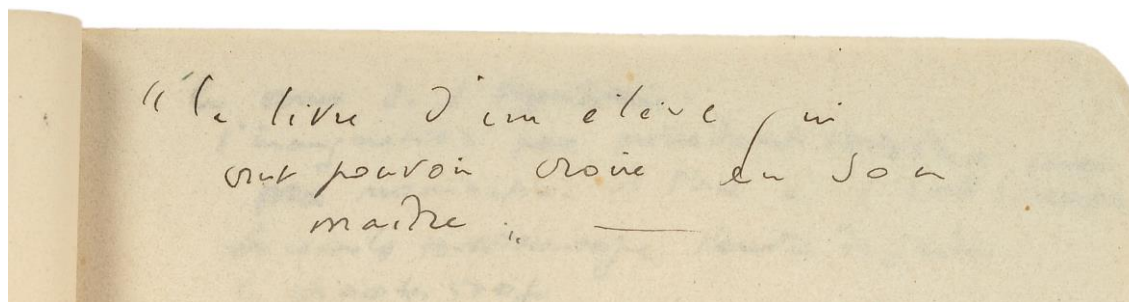 "le livre d'un élève qui
veut pouvoir croire en son
maître". —